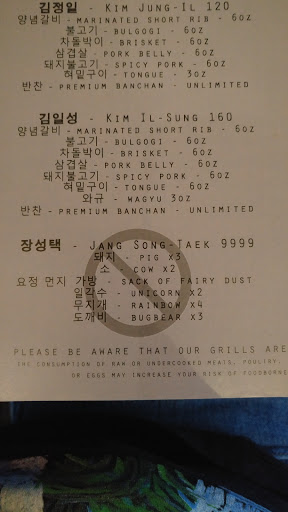 김정일 - Kim Jung-Il 120
양념갈비 - MARINATED SHORT RIB - 6oz
불고기 - BULGOGI - 6oz
차돌박이 - BRISKET - 6oz
삼겹살 - PORK BELLY - 6oz
돼지불고기 - SPICY PORK - 6oz
혀밑구이 - TONGUE - 3oz
반찬 - PREMIUM BANCHAN - UNLIMITED
김일성 - Kim Il-Sung 160
양념갈비 - MARINATED SHORT RIB - 6oz
불고기 - BULGOGI - 6oz
차돌박이 - BRISKET - 6oz
삼겹살 - PORK BELLY - 6oz
돼지불고기 - SPICY PORK - 6oz
혀밑구이 - TONGUE - 6oz
와규 - WAGYU 3oz
반찬 - PREMIUM BANCHAN - UNLIMITED
장성택 - Jang Song-Taek 9999
돼지 - PIG x3
소 - COW x2
요정 먼지 가방 - SACK OF FAIRY DUST
일각수 - UNICORN x2
무지개 - RAINBOW x4
도깨비 - BUGBEAR x3
PLEASE BE AWARE THAT OUR GRILLS ARE
THE CONSUMPTION OF RAW OR UNDERCOOKED MEATS, POULTRY,
OR EGGS MAY INCREASE YOUR RISK OF FOODBORN